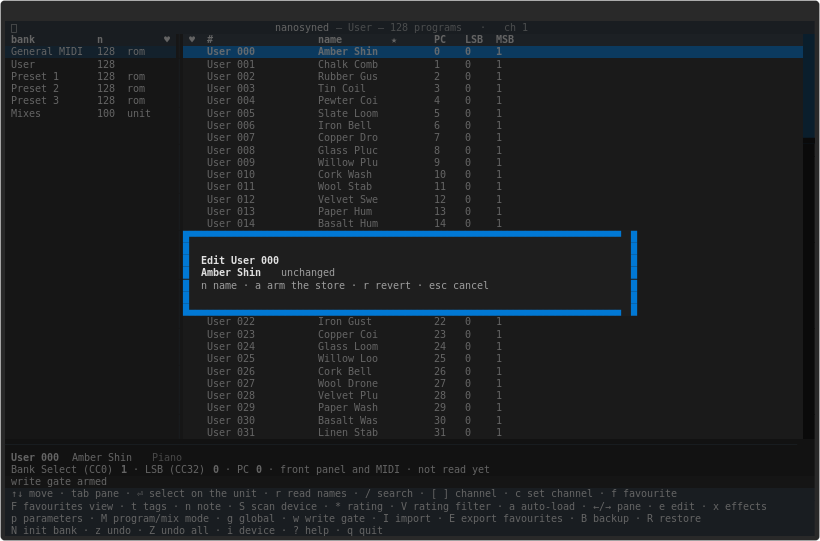 nanosyned — User — 128 programs · ch 1
bank n ♥ ♥ # name ★ PC LSB MSB
General MIDI 128 rom User 000 Amber Shin 0 0 1
User 128 User 001 Chalk Comb 1 0 1
Preset 1 128 rom User 002 Rubber Gus 2 0 1
Preset 2 128 rom User 003 Tin Coil 3 0 1
Preset 3 128 rom User 004 Pewter Coi 4 0 1
Mixes 100 unit User 005 Slate Loom 5 0 1
User 006 Iron Bell 6 0 1
User 007 Copper Dro 7 0 1
User 008 Glass Pluc 8 0 1
User 009 Willow Plu 9 0 1
User 010 Cork Wash 10 0 1
User 011 Wool Stab 11 0 1
User 012 Velvet Swe 12 0 1
User 013 Paper Hum 13 0 1
User 014 Basalt Hum 14 0 1
Edit User 000
Amber Shin unchanged
n name · a arm the store · r revert · esc cancel
User 022 Iron Gust 22 0 1
User 023 Copper Coi 23 0 1
User 024 Glass Loom 24 0 1
User 025 Willow Loo 25 0 1
User 026 Cork Bell 26 0 1
User 027 Wool Drone 27 0 1
User 028 Velvet Plu 28 0 1
User 029 Paper Wash 29 0 1
User 030 Basalt Was 30 0 1
User 031 Linen Stab 31 0 1
User 000 Amber Shin Piano
Bank Select (CC0) 1 · LSB (CC32) 0 · PC 0 · front panel and MIDI · not read yet
write gate armed
↑↓ move · tab pane · ⏎ select on the unit · r read names · / search · [ ] channel · c set channel · f favourite
F favourites view · t tags · n note · S scan device · * rating · V rating filter · a auto-load · ←/→ pane · e edit · x effects
p parameters · M program/mix mode · g global · w write gate · I import · E export favourites · B backup · R restore
N init bank · z undo · Z undo all · i device · ? help · q quit